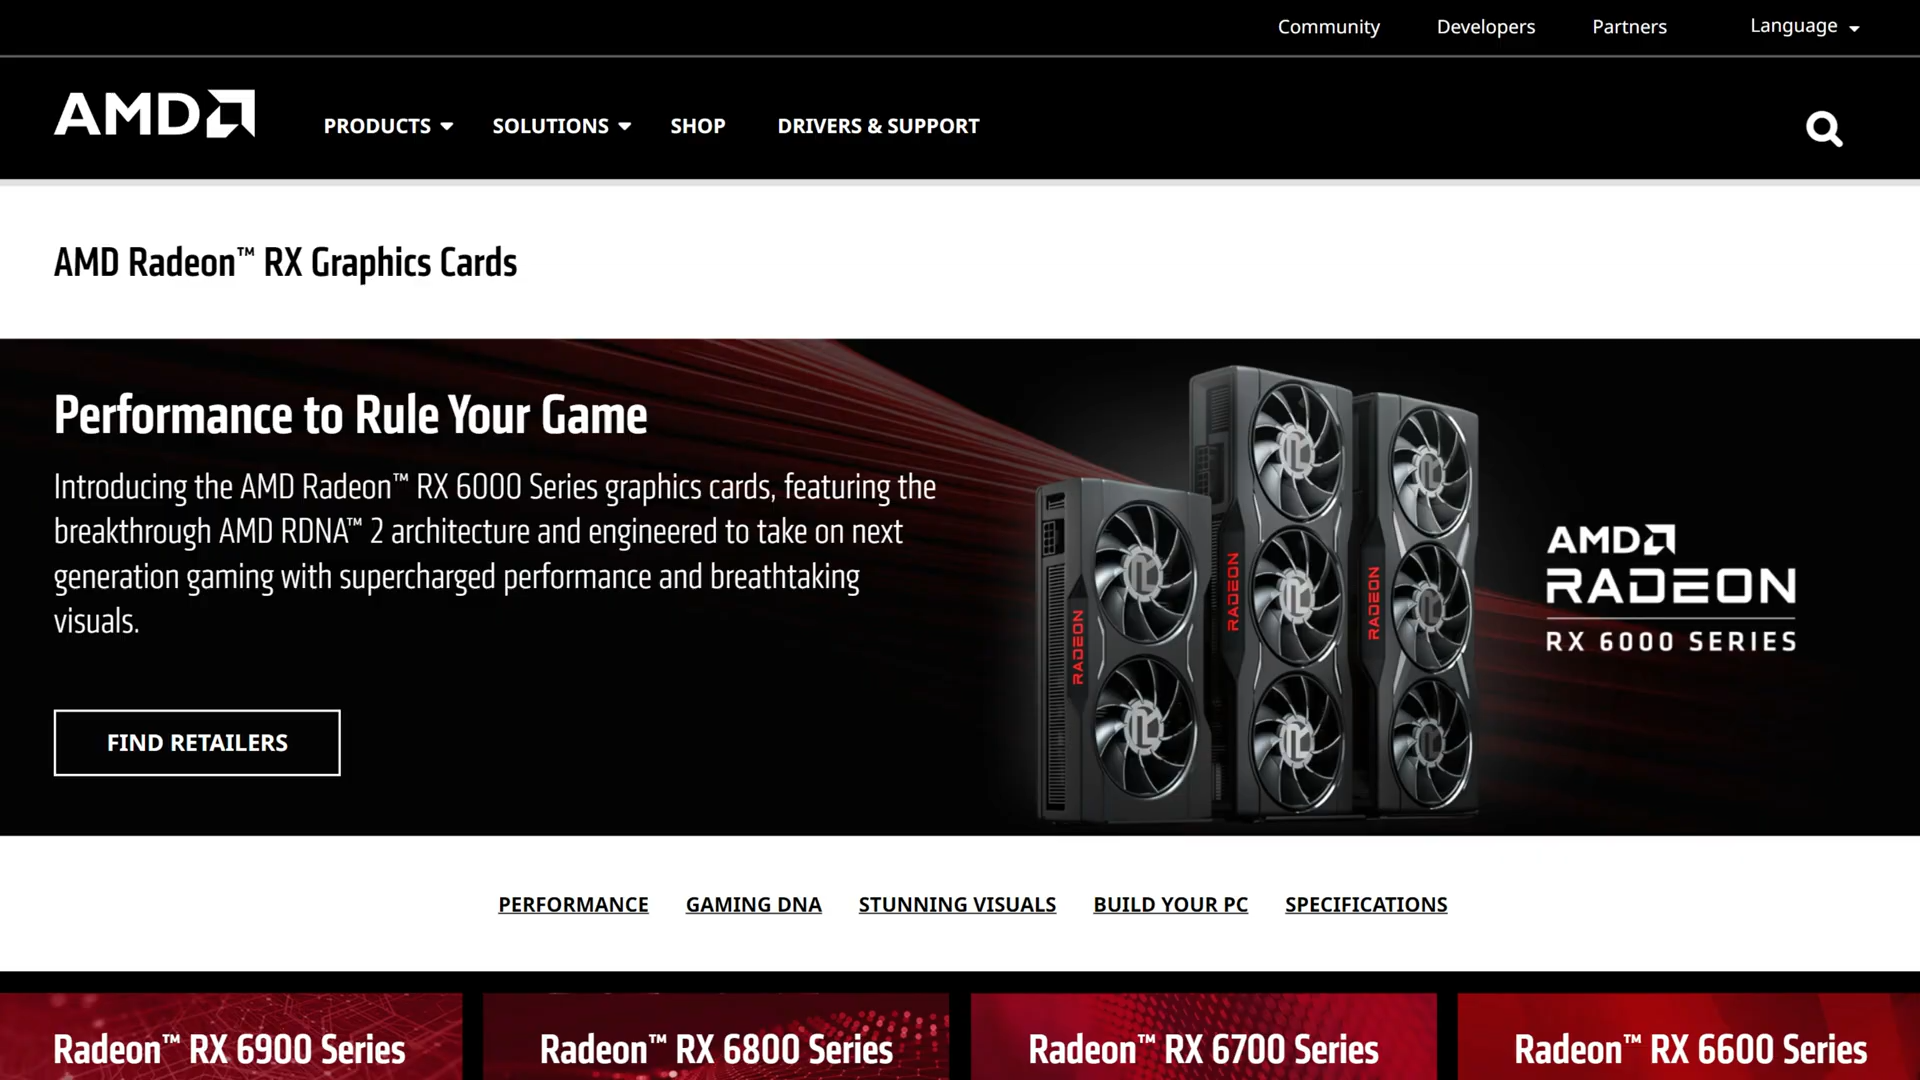 Community Developers Partners Language
AMD PRODUCTS SOLUTIONS SHOP DRIVERS & SUPPORT
AMD Radeon™ RX Graphics Cards
Performance to Rule Your Game
Introducing the AMD Radeon™ RX 6000 Series graphics cards, featuring the
breakthrough AMD RDNA™ 2 architecture and engineered to take on next
generation gaming with supercharged performance and breathtaking
visuals.
FIND RETAILERS
RADEON
RADEON
RADEON
AMD
RADEON
RX 6000 SERIES
PERFORMANCE GAMING DNA STUNNING VISUALS BUILD YOUR PC SPECIFICATIONS
Radeon™ RX 6900 Series Radeon™ RX 6800 Series Radeon™ RX 6700 Series Radeon™ RX 6600 Series